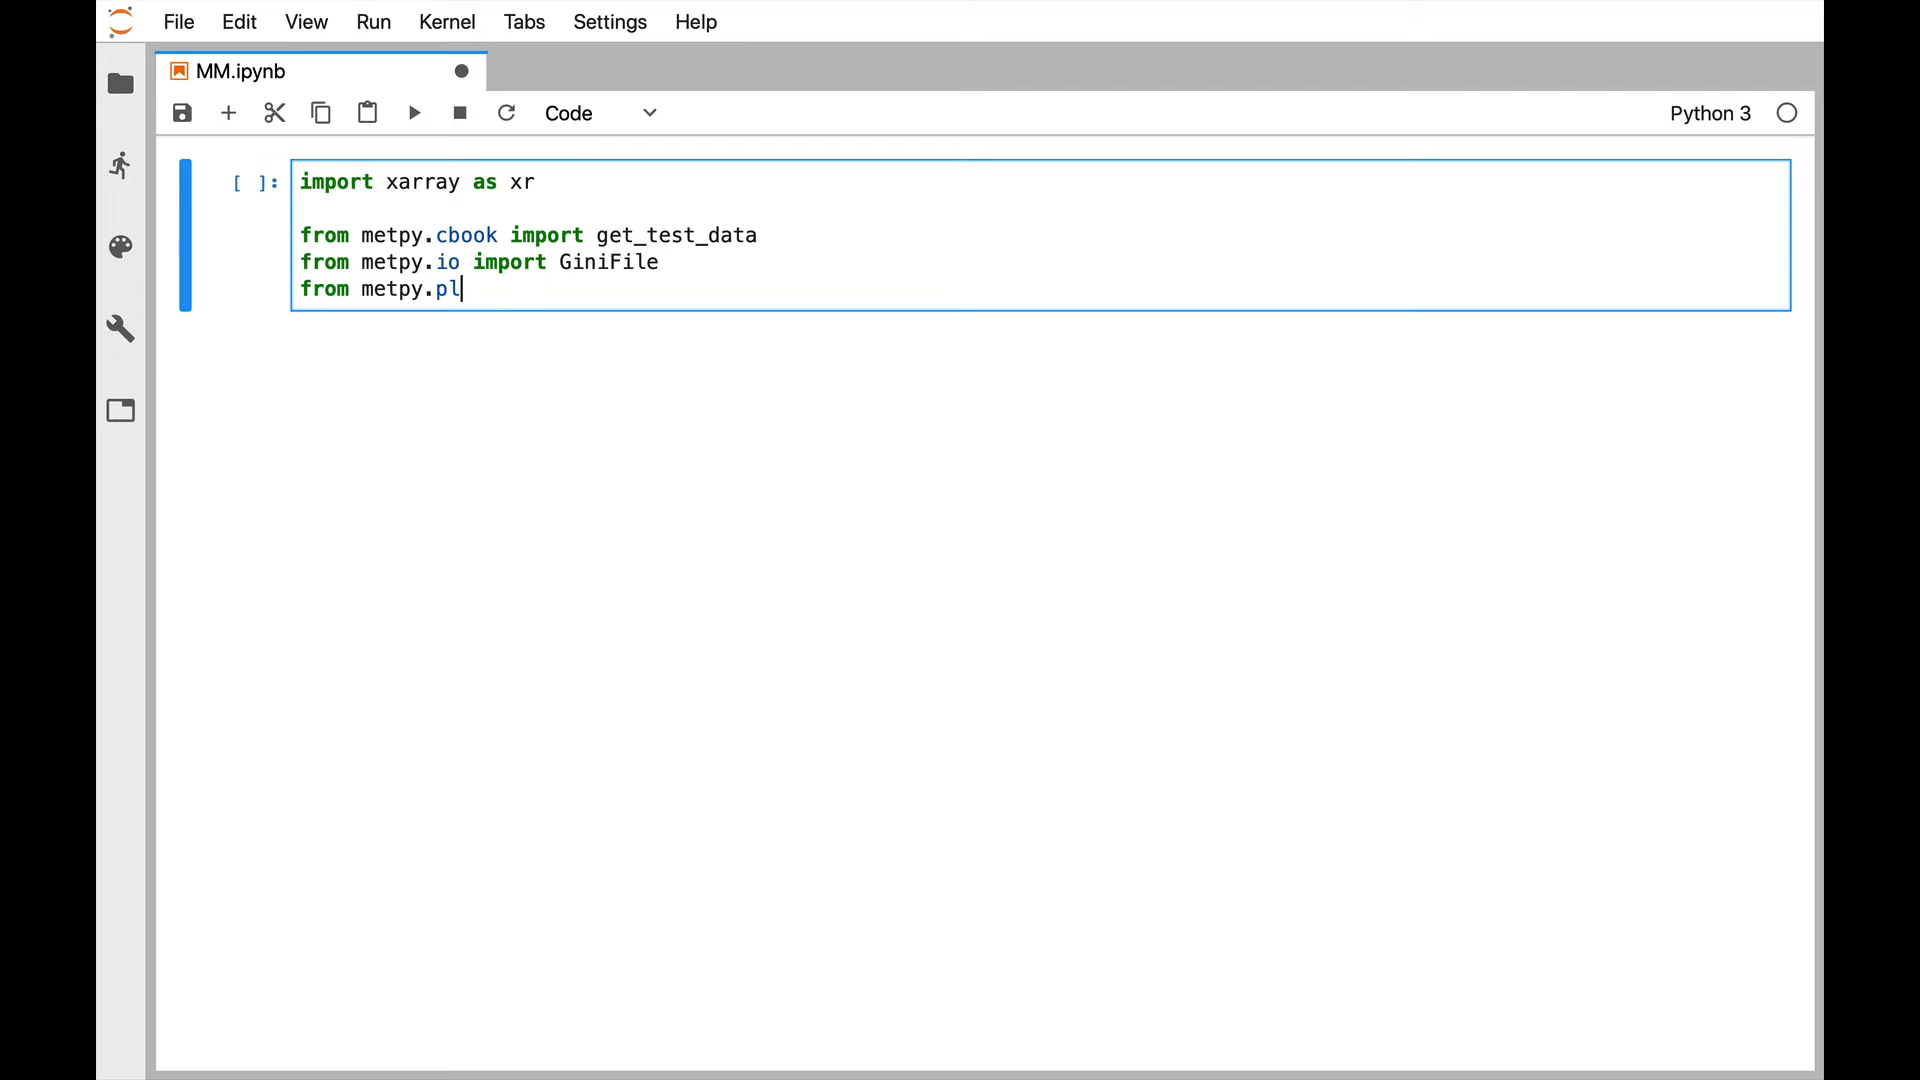 File Edit View Run Kernel Tabs Settings Help
MM.ipynb
Code
Python 3
[ ]:
import xarray as xr
from metpy.cbook import get_test_data
from metpy.io import GiniFile
from metpy.pl